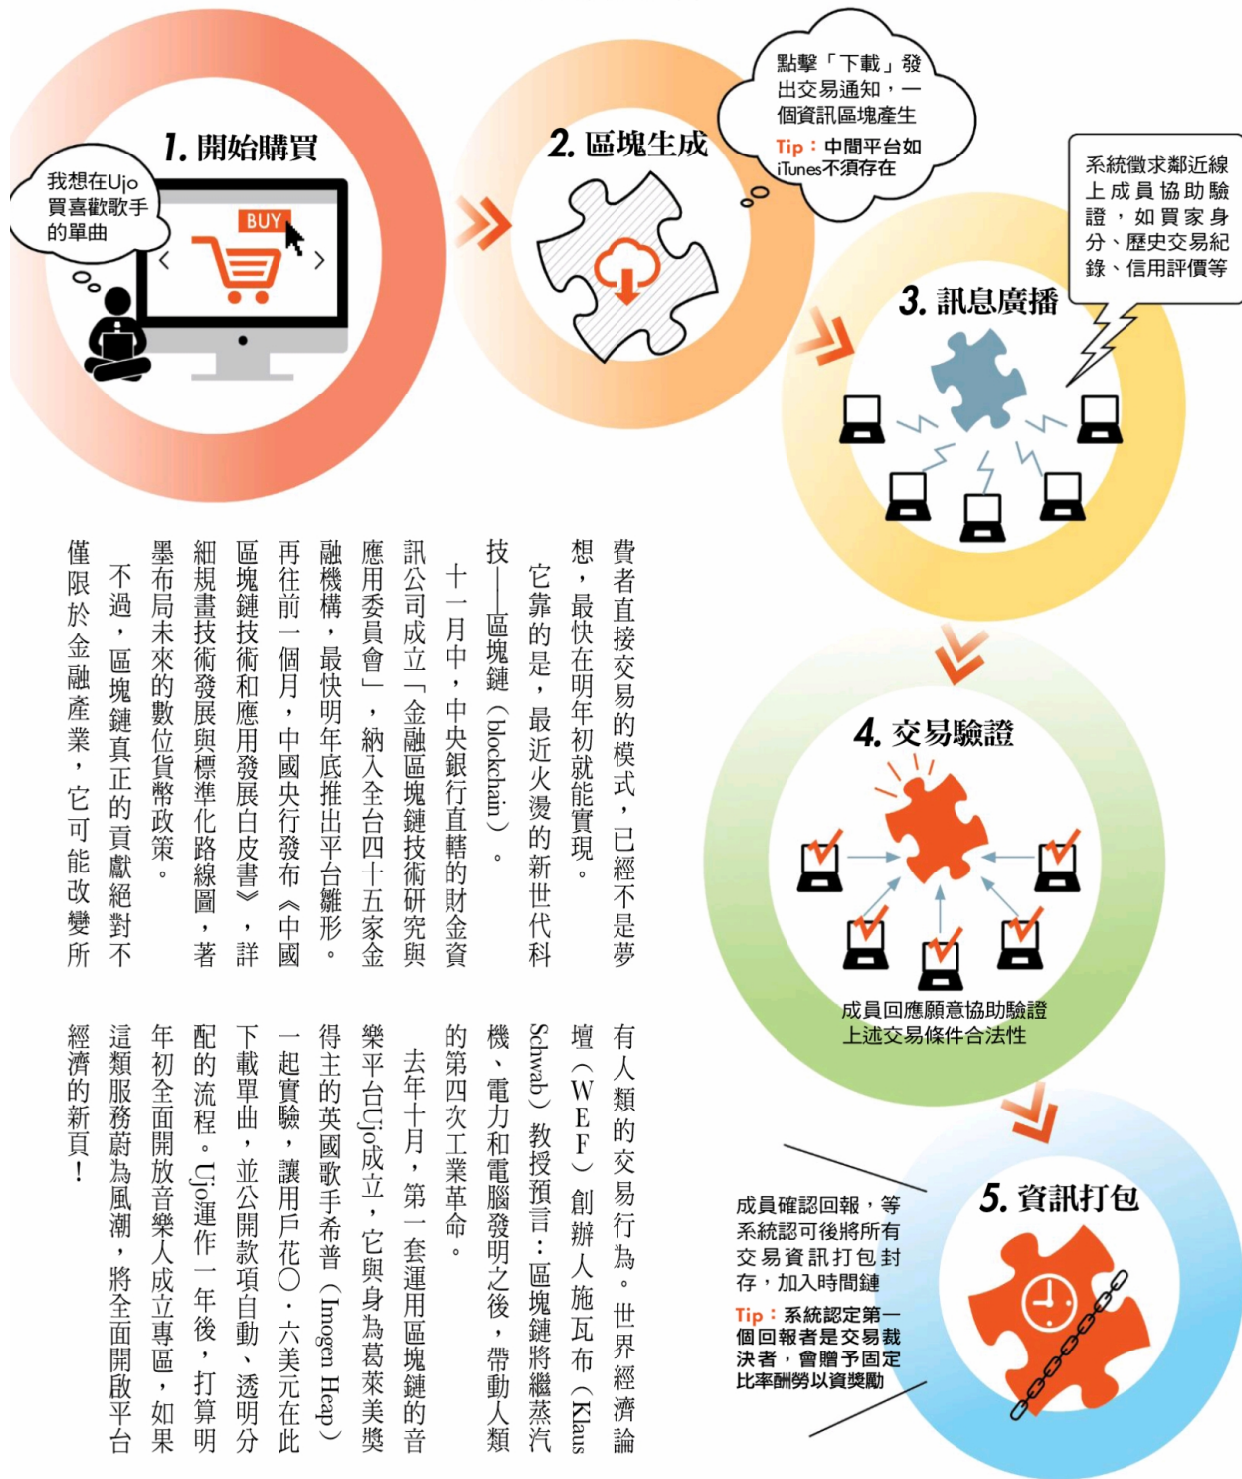 1. 開始購買
我想在Ujo
買喜歡歌手
的單曲
BUY
2. 區塊生成
點擊「下載」發
出交易通知，一
個資訊區塊產生
Tip：中間平台如
iTunes不須存在
3. 訊息廣播
系統徵求鄰近線
上成員協助驗
證，如買家身
分、歷史交易紀
錄、信用評價等
4. 交易驗證
成員回應願意協助驗證
上述交易條件合法性
5. 資訊打包
成員確認回報，等
系統認可後將所有
交易資訊打包封
存，加入時間鏈
Tip：系統認定第一
個回報者是交易裁
決者，會贈予固定
比率酬勞以資獎勵
費者直接交易的模式，已經不是夢
想，最快在明年初就能實現。
它靠的是，最近火燙的新世代科
技——區塊鏈（blockchain）。
十一月中，中央銀行直轄的財金資
訊公司成立「金融區塊鏈技術研究與
應用委員會」，納入全台四十五家金
融機構，最快明年底推出平台雛形。
再往前一個月，中國央行發布《中國
區塊鏈技術和應用發展白皮書》，詳
細規畫技術發展與標準化路線圖，著
墨布局未來的數位貨幣政策。
不過，區塊鏈真正的貢獻絕對不
僅限於金融產業，它可能改變所
有人類的交易行為。世界經濟論
壇（WEF）創辦人施瓦布（Klaus
Schwab）教授預言：區塊鏈將繼蒸汽
機、電力和電腦發明之後，帶動人類
的第四次工業革命。
去年十月，第一套運用區塊鏈的音
樂平台Ujo成立，它與身為葛萊美獎
得主的英國歌手希普（Imogen Heap）
一起實驗，讓用戶花〇．六美元在此
下載單曲，並公開款項自動、透明分
配的流程。Ujo運作一年後，打算明
年初全面開放音樂人成立專區，如果
這類服務蔚為風潮，將全面開啟平台
經濟的新頁！